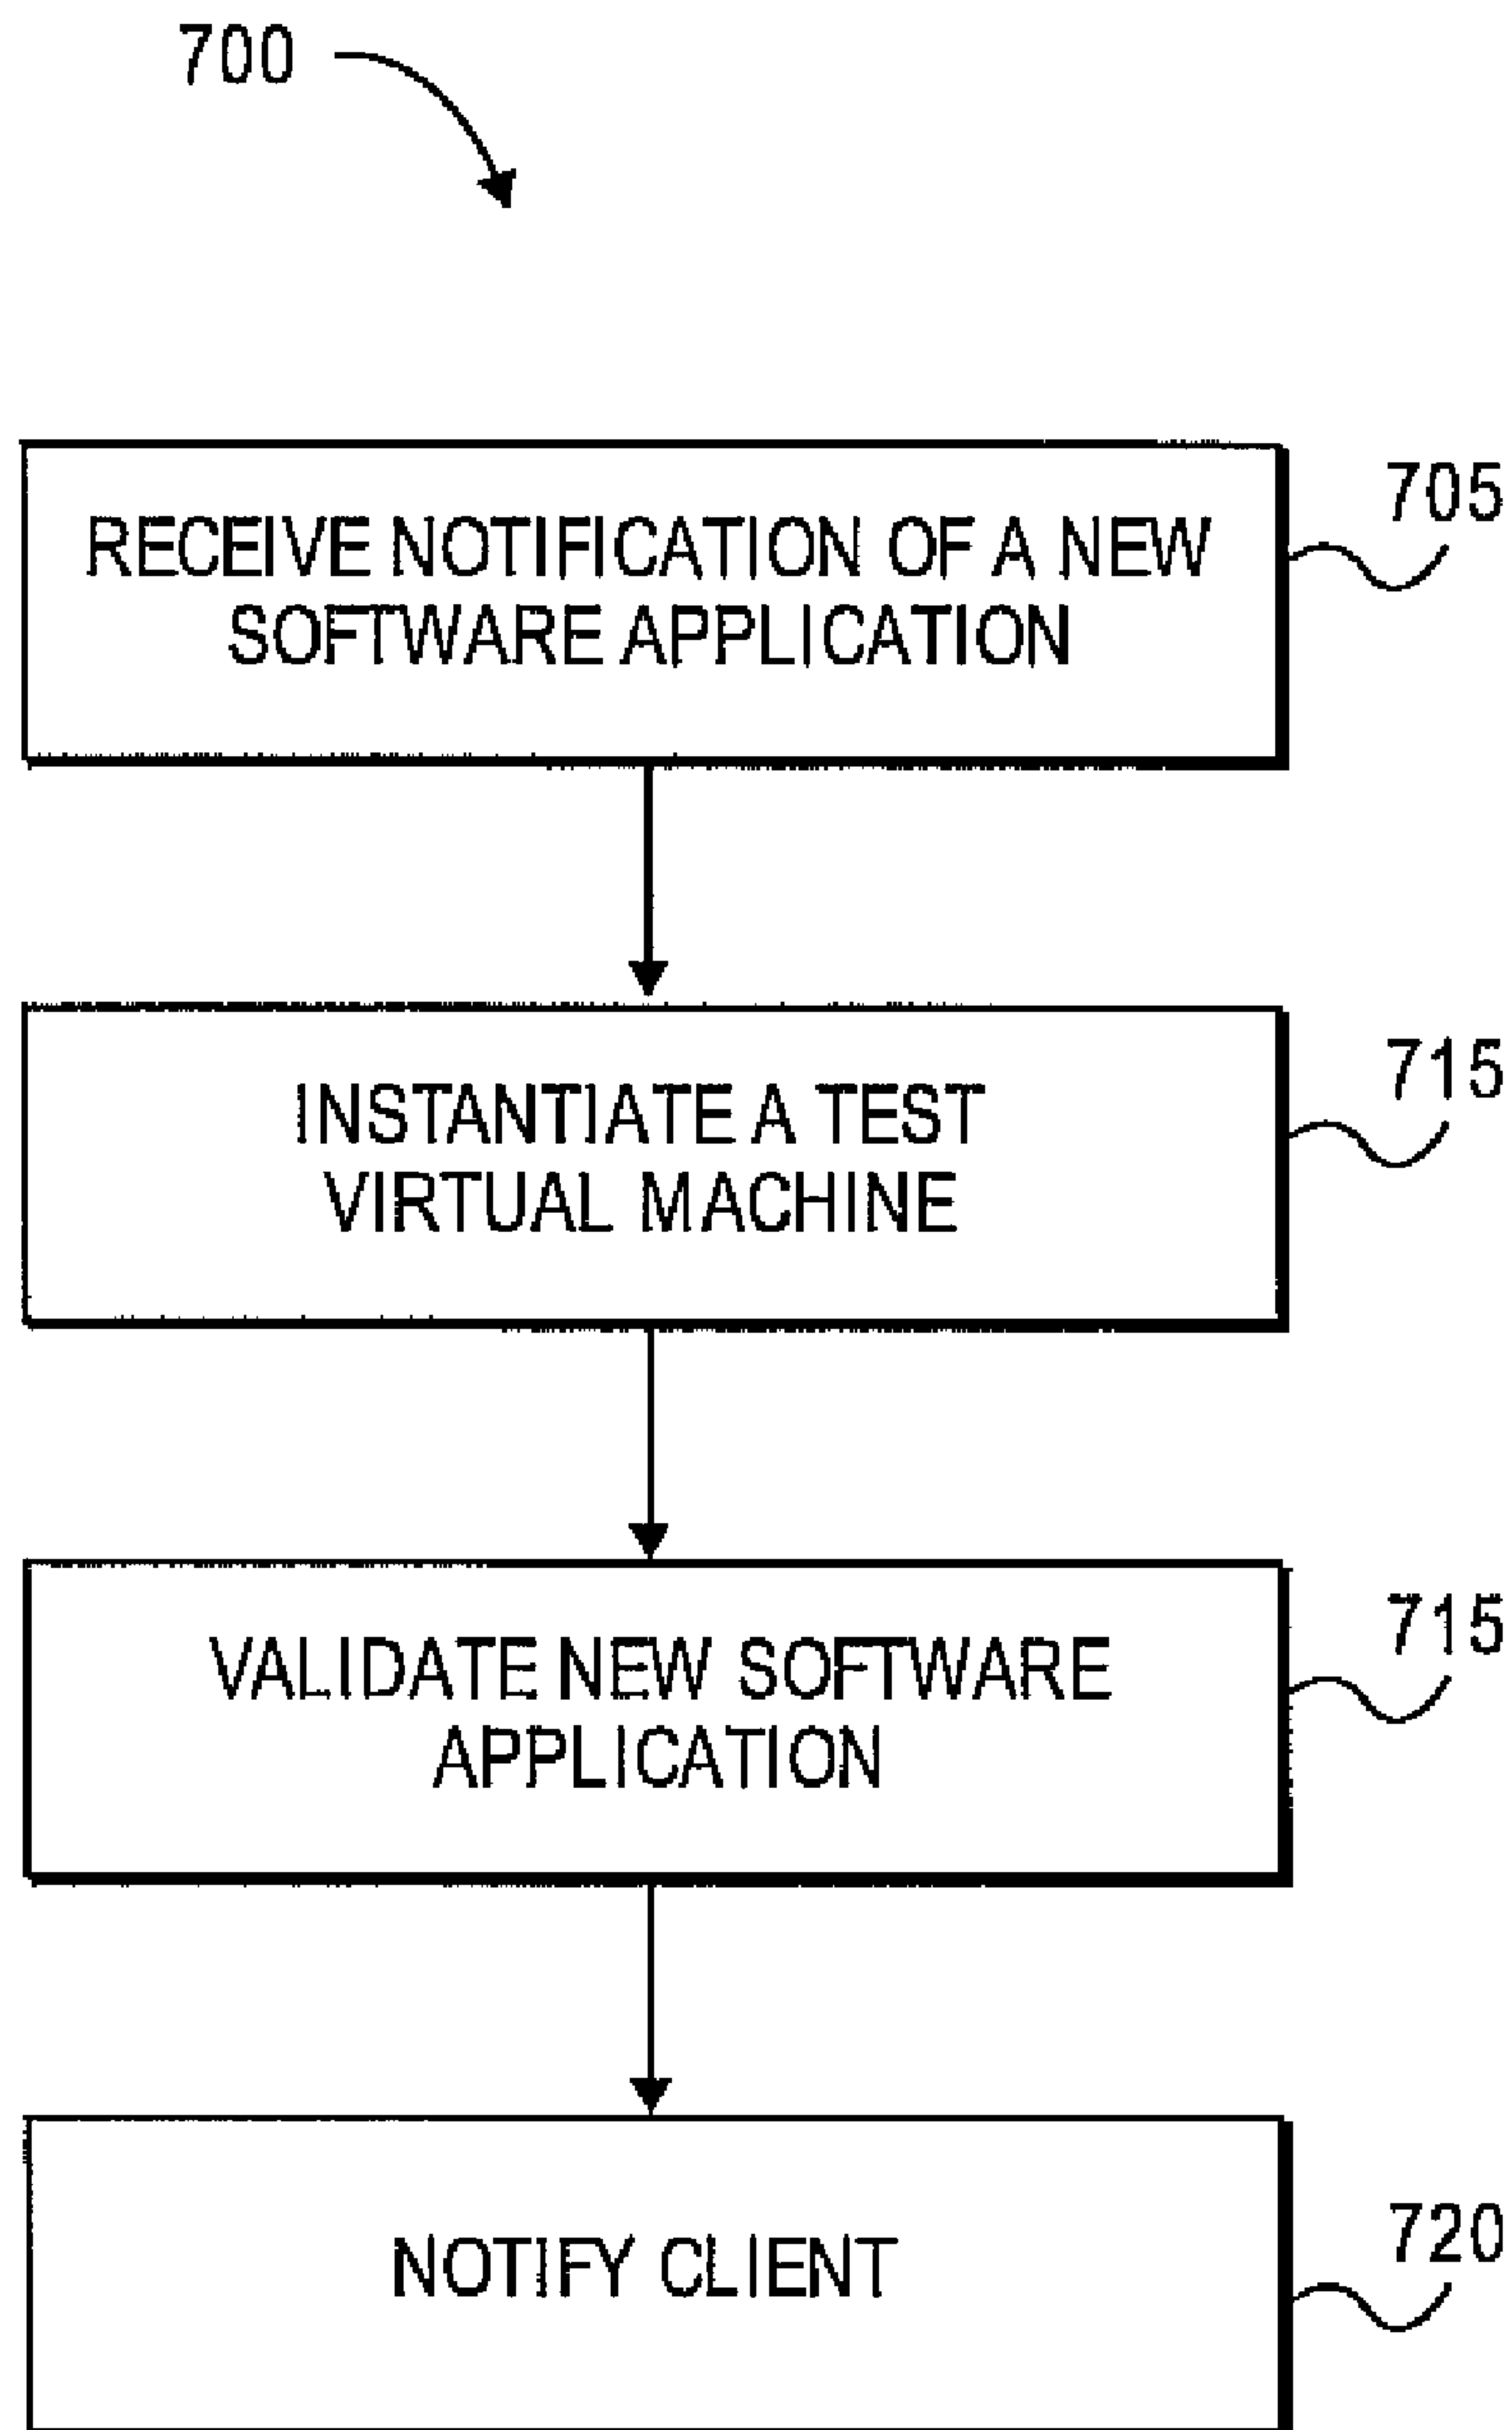 700
RECEIVE NOTIFICATION OF A NEW
SOFTWARE APPLICATION
705
INSTANTIATE A TEST
VIRTUAL MACHINE
715
VALIDATE NEW SOFTWARE
APPLICATION
715
NOTIFY CLIENT
720